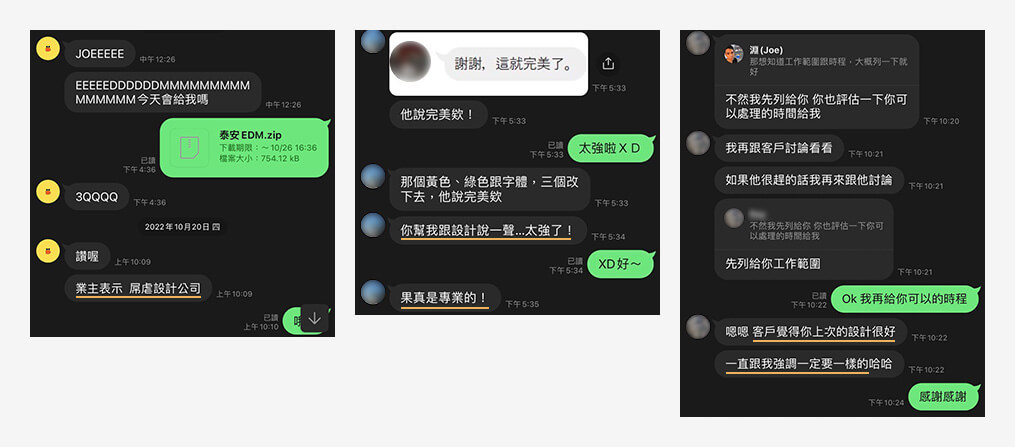 JOEEEEE
中午12:26
EEEEEDDDDDDMMMMMMMMM
MMMMMM今天會給我嗎
中午12:26
泰安EDM.zip
下載期限：～10/26 16:36
檔案大小：754.12 kB
已讀
下午4:36
3QQQQ
下午4:36
2022年10月20日 四
讚喔
上午10:09
業主表示 屌虐設計公司
上午10:09
已讀
上午10:10
謝謝，這就完美了。
下午5:33
他說完美欸！
下午5:33
已讀
下午5:33
太強啦ＸＤ
那個黃色、綠色跟字體，三個改
下去，他說完美欸
下午5:33
你幫我跟設計說一聲...太強了！
下午5:34
已讀
下午5:34
XD好～
果真是專業的！
下午5:35
淵(Joe)
那想知道工作範圍跟時程，大概列一下就
好
不然我先列給你 你也評估一下你可
以處理的時間給我
下午10:20
我再跟客戶討論看看
下午10:21
如果他很趕的話我再來跟他討論
下午10:21
不然我先列給你 你也評估一下你可
以處理的時間給我
先列給你工作範圍
下午10:21
已讀
下午10:22
Ok 我再給你可以的時程
嗯嗯 客戶覺得你上次的設計很好
下午10:22
一直跟我強調一定要一樣的哈哈
下午10:22
下午10:24
感謝感謝